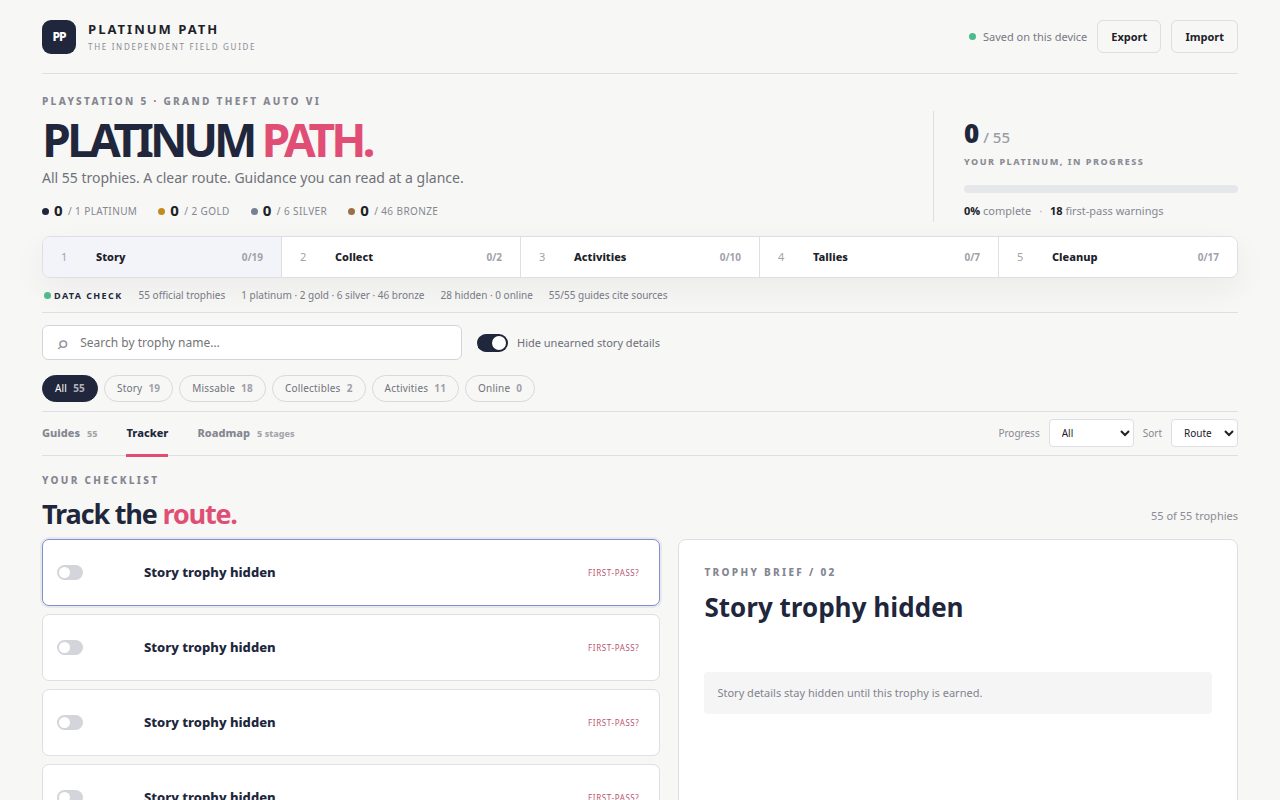 PP
PLATINUM PATH
THE INDEPENDENT FIELD GUIDE
Saved on this device
Export
Import
PLAYSTATION 5 · GRAND THEFT AUTO VI
PLATINUM PATH.
All 55 trophies. A clear route. Guidance you can read at a glance.
0 / 1 PLATINUM
0 / 2 GOLD
0 / 6 SILVER
0 / 46 BRONZE
0 / 55
YOUR PLATINUM, IN PROGRESS
0% complete · 18 first-pass warnings
1 Story 0/19
2 Collect 0/2
3 Activities 0/10
4 Tallies 0/7
5 Cleanup 0/17
DATA CHECK 55 official trophies 1 platinum · 2 gold · 6 silver · 46 bronze 28 hidden · 0 online 55/55 guides cite sources
Search by trophy name...
Hide unearned story details
All 55
Story 19
Missable 18
Collectibles 2
Activities 11
Online 0
Guides 55
Tracker
Roadmap 5 stages
Progress All
Sort Route
YOUR CHECKLIST
Track the route.
55 of 55 trophies
Story trophy hidden FIRST-PASS?
Story trophy hidden FIRST-PASS?
Story trophy hidden FIRST-PASS?
Story trophy hidden FIRST-PASS?
TROPHY BRIEF / 02
Story trophy hidden
Story details stay hidden until this trophy is earned.